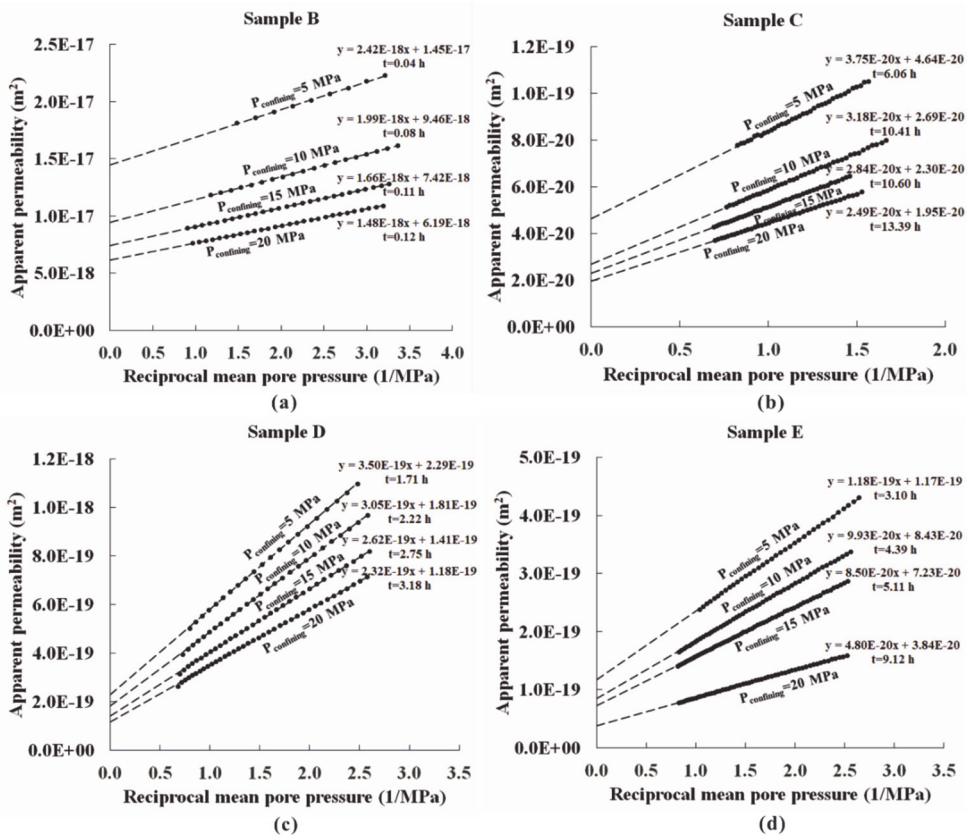 Sample B
2.5E-17
2.0E-17
1.5E-17
1.0E-17
5.0E-18
0.0E+00
Apparent permeability (m²)
y = 2.42E-18x + 1.45E-17
t=0.04 h
P confining=5 MPa
y = 1.99E-18x + 9.46E-18
t=0.08 h
P confining=10 MPa
y = 1.66E-18x + 7.42E-18
t=0.11 h
P confining=15 MPa
y = 1.48E-18x + 6.19E-18
t=0.12 h
P confining=20 MPa
0.0 0.5 1.0 1.5 2.0 2.5 3.0 3.5 4.0
Reciprocal mean pore pressure (1/MPa)
(a)
Sample C
1.2E-19
1.0E-19
8.0E-20
6.0E-20
4.0E-20
2.0E-20
0.0E+00
Apparent permeability (m²)
y = 3.75E-20x + 4.64E-20
t=6.06 h
P confining=5 MPa
y = 3.18E-20x + 2.69E-20
t=10.41 h
P confining=10 MPa
y = 2.84E-20x + 2.30E-20
t=10.60 h
P confining=15 MPa
y = 2.49E-20x + 1.95E-20
t=13.39 h
P confining=20 MPa
0.0 0.5 1.0 1.5 2.0
Reciprocal mean pore pressure (1/MPa)
(b)
Sample D
1.2E-18
1.0E-18
8.0E-19
6.0E-19
4.0E-19
2.0E-19
0.0E+00
Apparent permeability (m²)
y = 3.50E-19x + 2.29E-19
t=1.71 h
P confining=5 MPa
y = 3.05E-19x + 1.81E-19
t=2.22 h
P confining=10 MPa
y = 2.62E-19x + 1.41E-19
t=2.75 h
P confining=15 MPa
y = 2.32E-19x + 1.18E-19
t=3.18 h
P confining=20 MPa
0.0 0.5 1.0 1.5 2.0 2.5 3.0 3.5
Reciprocal mean pore pressure (1/MPa)
(c)
Sample E
5.0E-19
4.0E-19
3.0E-19
2.0E-19
1.0E-19
0.0E+00
Apparent permeability (m²)
y = 1.18E-19x + 1.17E-19
t=3.10 h
P confining=5 MPa
y = 9.93E-20x + 8.43E-20
t=4.39 h
P confining=10 MPa
y = 8.50E-20x + 7.23E-20
t=5.11 h
P confining=15 MPa
y = 4.80E-20x + 3.84E-20
t=9.12 h
P confining=20 MPa
0.0 0.5 1.0 1.5 2.0 2.5 3.0 3.5
Reciprocal mean pore pressure (1/MPa)
(d)